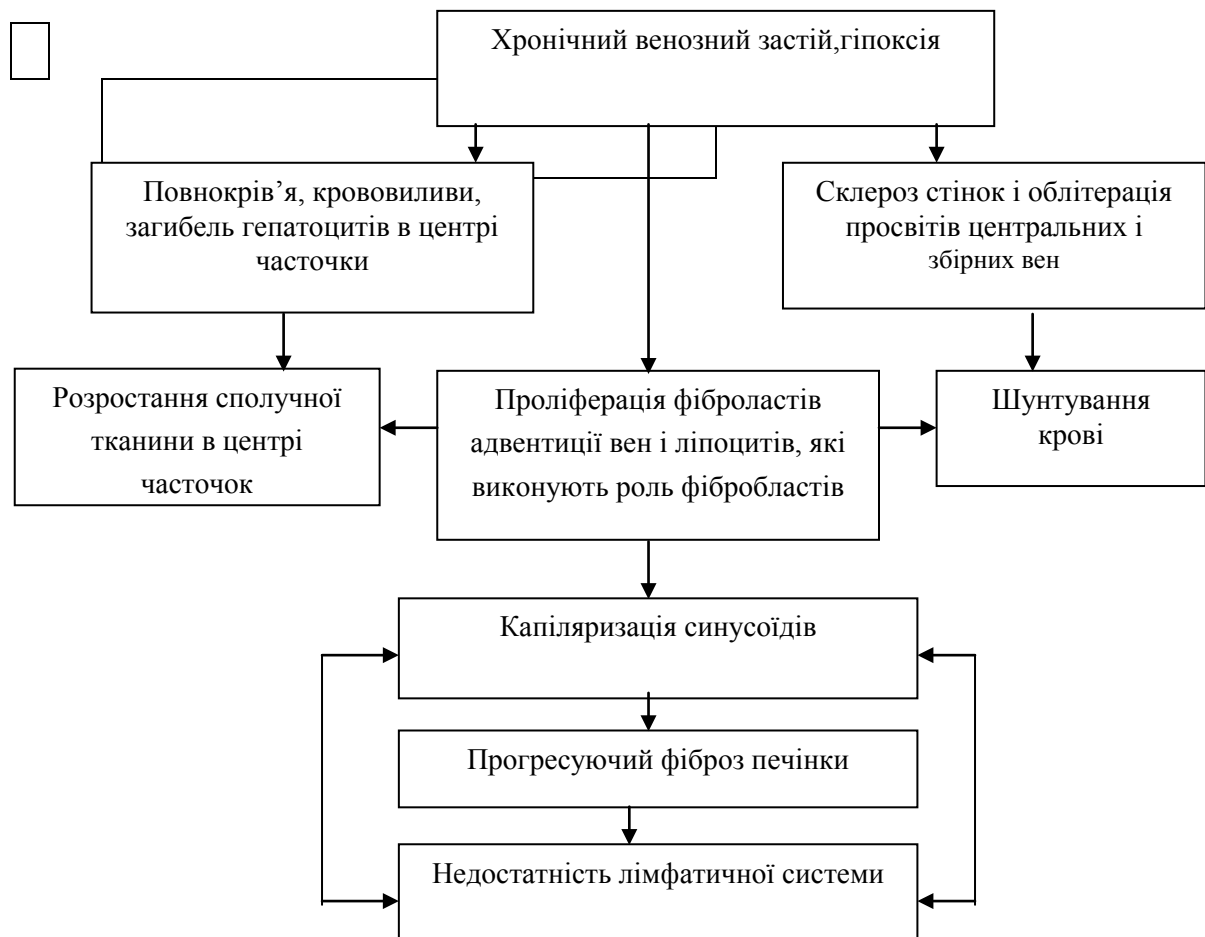 Хронічний венозний застій,гіпоксія
Повнокрів’я, крововиливи,
загибель гепатоцитів в центрі
часточки
Склероз стінок і облітерація
просвітів центральних і
збірних вен
Розростання сполучної
тканини в центрі
часточок
Проліферація фіброластів
адвентиції вен і ліпоцитів, які
виконують роль фібробластів
Шунтування
крові
Капіляризація синусоїдів
Прогресуючий фіброз печінки
Недостатність лімфатичної системи